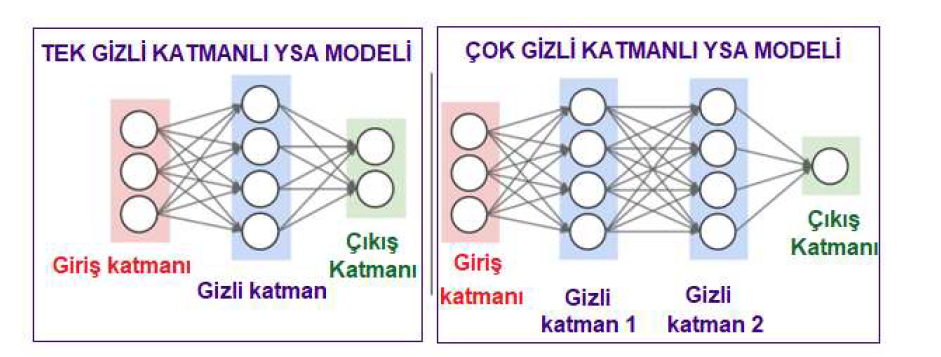 TEK GİZLİ KATMANLI YSA MODELİ
Giriş katmanı
Gizli katman
Çıkış
Katmanı
ÇOK GİZLİ KATMANLI YSA MODELİ
Giriş
katmanı
Gizli
katman 1
Gizli
katman 2
Çıkış
Katmanı